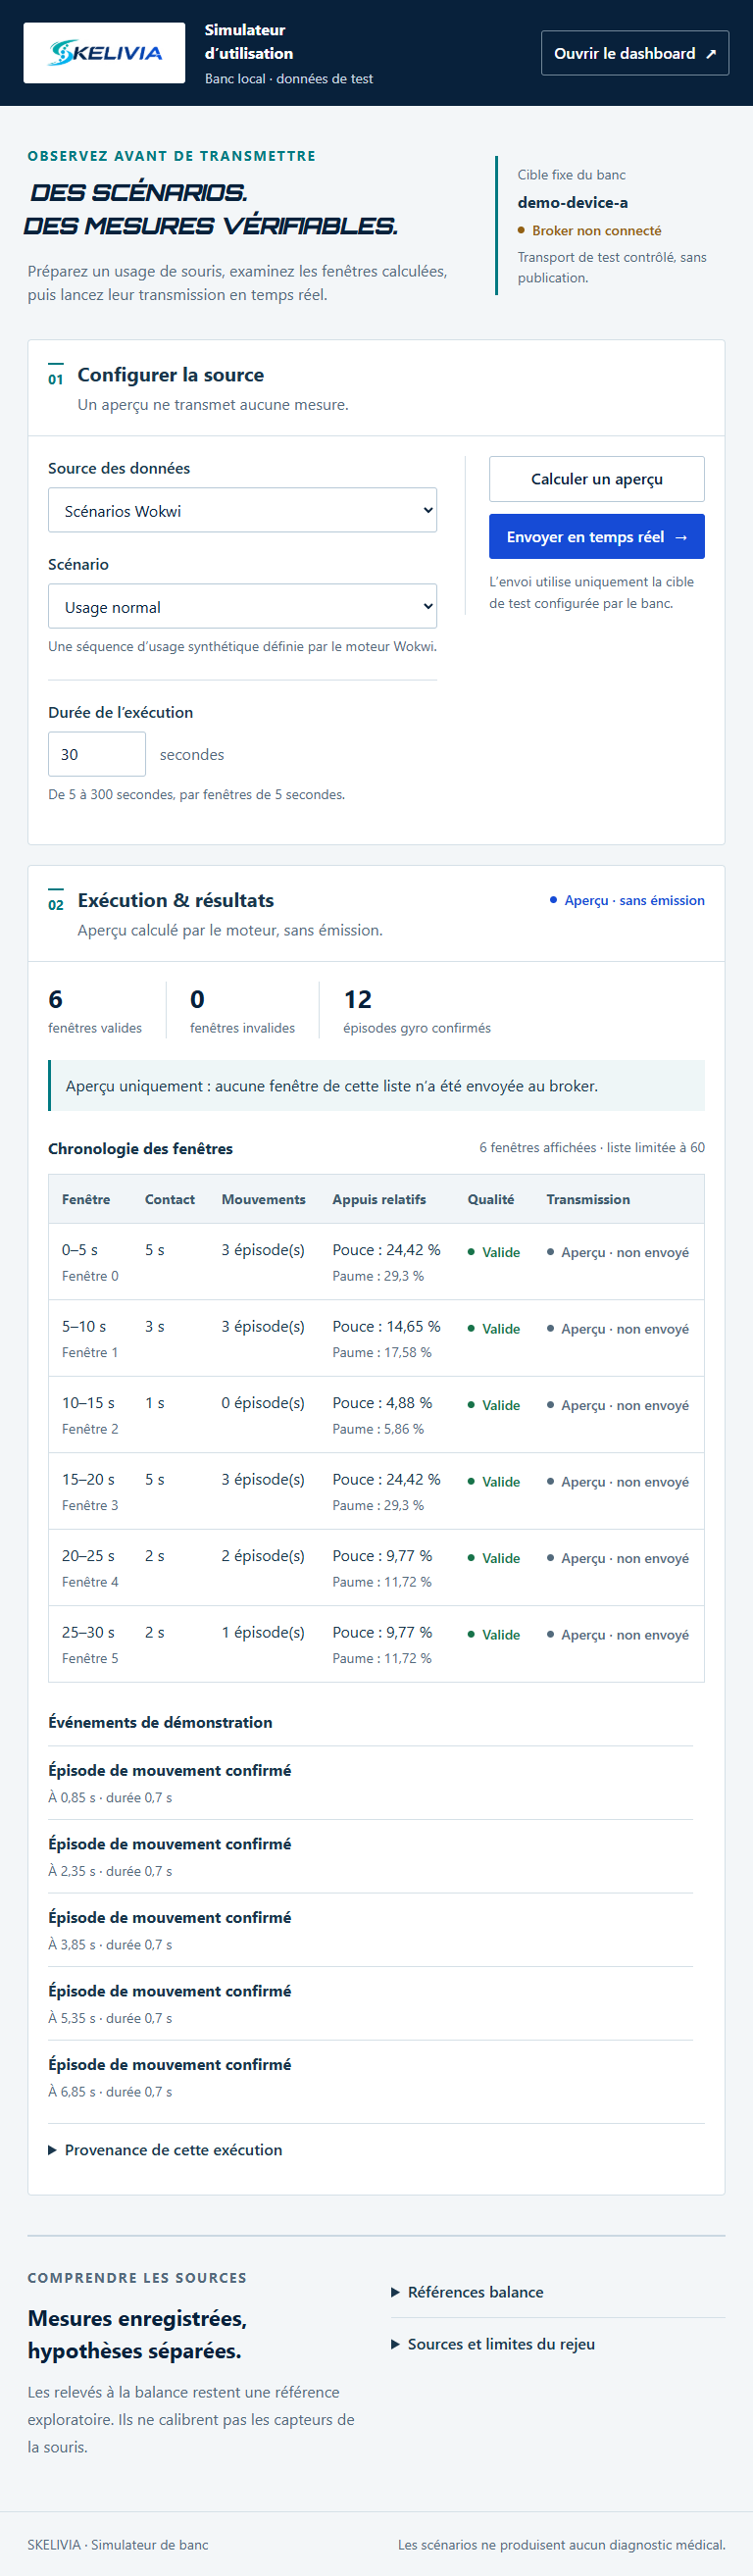 SKELIVIA
Simulateur
d’utilisation
Banc local · données de test
Ouvrir le dashboard ↗
OBSERVEZ AVANT DE TRANSMETTRE
DES SCÉNARIOS.
DES MESURES VÉRIFIABLES.
Préparez un usage de souris, examinez les fenêtres calculées,
puis lancez leur transmission en temps réel.
Cible fixe du banc
demo-device-a
Broker non connecté
Transport de test contrôlé, sans
publication.
01 Configurer la source
Un aperçu ne transmet aucune mesure.
Source des données
Scénarios Wokwi
Scénario
Usage normal
Une séquence d’usage synthétique définie par le moteur Wokwi.
Durée de l’exécution
30 secondes
De 5 à 300 secondes, par fenêtres de 5 secondes.
Calculer un aperçu
Envoyer en temps réel →
L’envoi utilise uniquement la cible
de test configurée par le banc.
02 Exécution & résultats
Aperçu calculé par le moteur, sans émission.
Aperçu · sans émission
6
fenêtres valides
0
fenêtres invalides
12
épisodes gyro confirmés
Aperçu uniquement : aucune fenêtre de cette liste n’a été envoyée au broker.
Chronologie des fenêtres
6 fenêtres affichées · liste limitée à 60
Fenêtre Contact Mouvements Appuis relatifs Qualité Transmission
0–5 s 5 s 3 épisode(s) Pouce : 24,42 % Valide Aperçu · non envoyé
Fenêtre 0 Paume : 29,3 %
5–10 s 3 s 3 épisode(s) Pouce : 14,65 % Valide Aperçu · non envoyé
Fenêtre 1 Paume : 17,58 %
10–15 s 1 s 0 épisode(s) Pouce : 4,88 % Valide Aperçu · non envoyé
Fenêtre 2 Paume : 5,86 %
15–20 s 5 s 3 épisode(s) Pouce : 24,42 % Valide Aperçu · non envoyé
Fenêtre 3 Paume : 29,3 %
20–25 s 2 s 2 épisode(s) Pouce : 9,77 % Valide Aperçu · non envoyé
Fenêtre 4 Paume : 11,72 %
25–30 s 2 s 1 épisode(s) Pouce : 9,77 % Valide Aperçu · non envoyé
Fenêtre 5 Paume : 11,72 %
Événements de démonstration
Épisode de mouvement confirmé
À 0,85 s · durée 0,7 s
Épisode de mouvement confirmé
À 2,35 s · durée 0,7 s
Épisode de mouvement confirmé
À 3,85 s · durée 0,7 s
Épisode de mouvement confirmé
À 5,35 s · durée 0,7 s
Épisode de mouvement confirmé
À 6,85 s · durée 0,7 s
Provenance de cette exécution
COMPRENDRE LES SOURCES
Mesures enregistrées,
hypothèses séparées.
Les relevés à la balance restent une référence
exploratoire. Ils ne calibrent pas les capteurs de
la souris.
Références balance
Sources et limites du rejeu
SKELIVIA · Simulateur de banc
Les scénarios ne produisent aucun diagnostic médical.